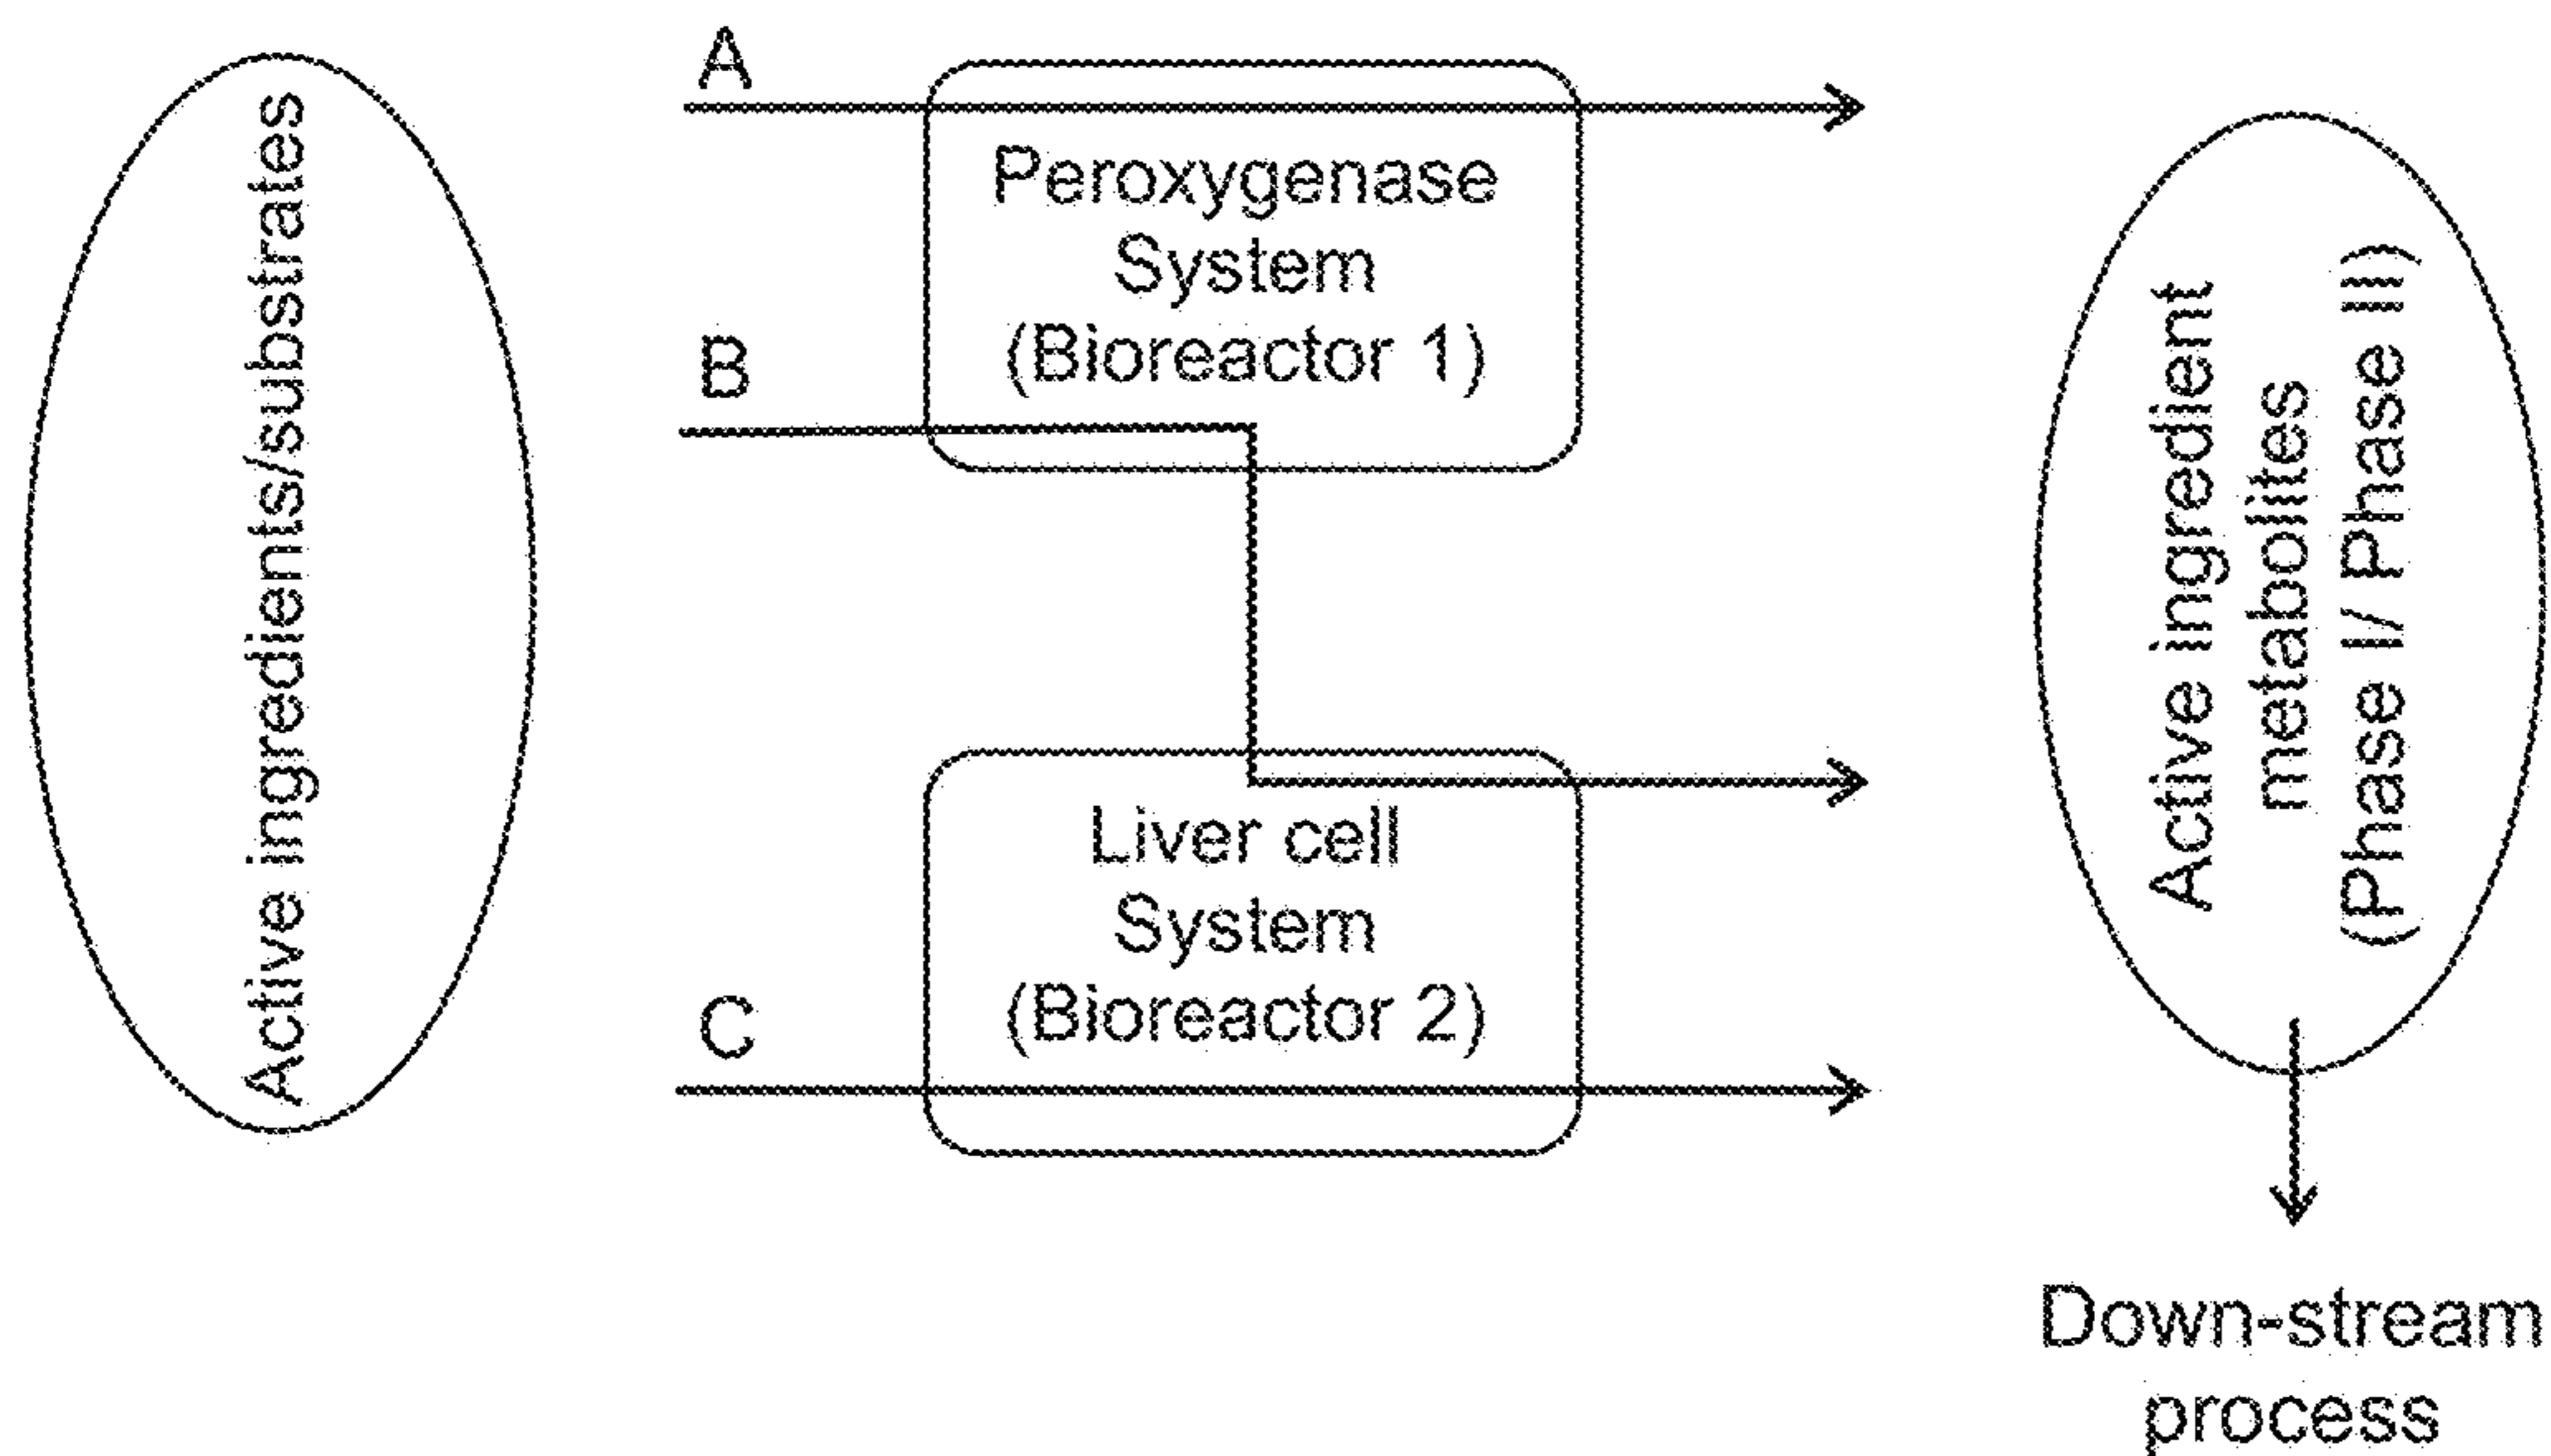 Active ingredients/substrates
A
Peroxygenase
System
(Bioreactor 1)
B
Liver cell
System
(Bioreactor 2)
C
Active ingredient
metabolites
(Phase I/ Phase II)
Down-stream
process